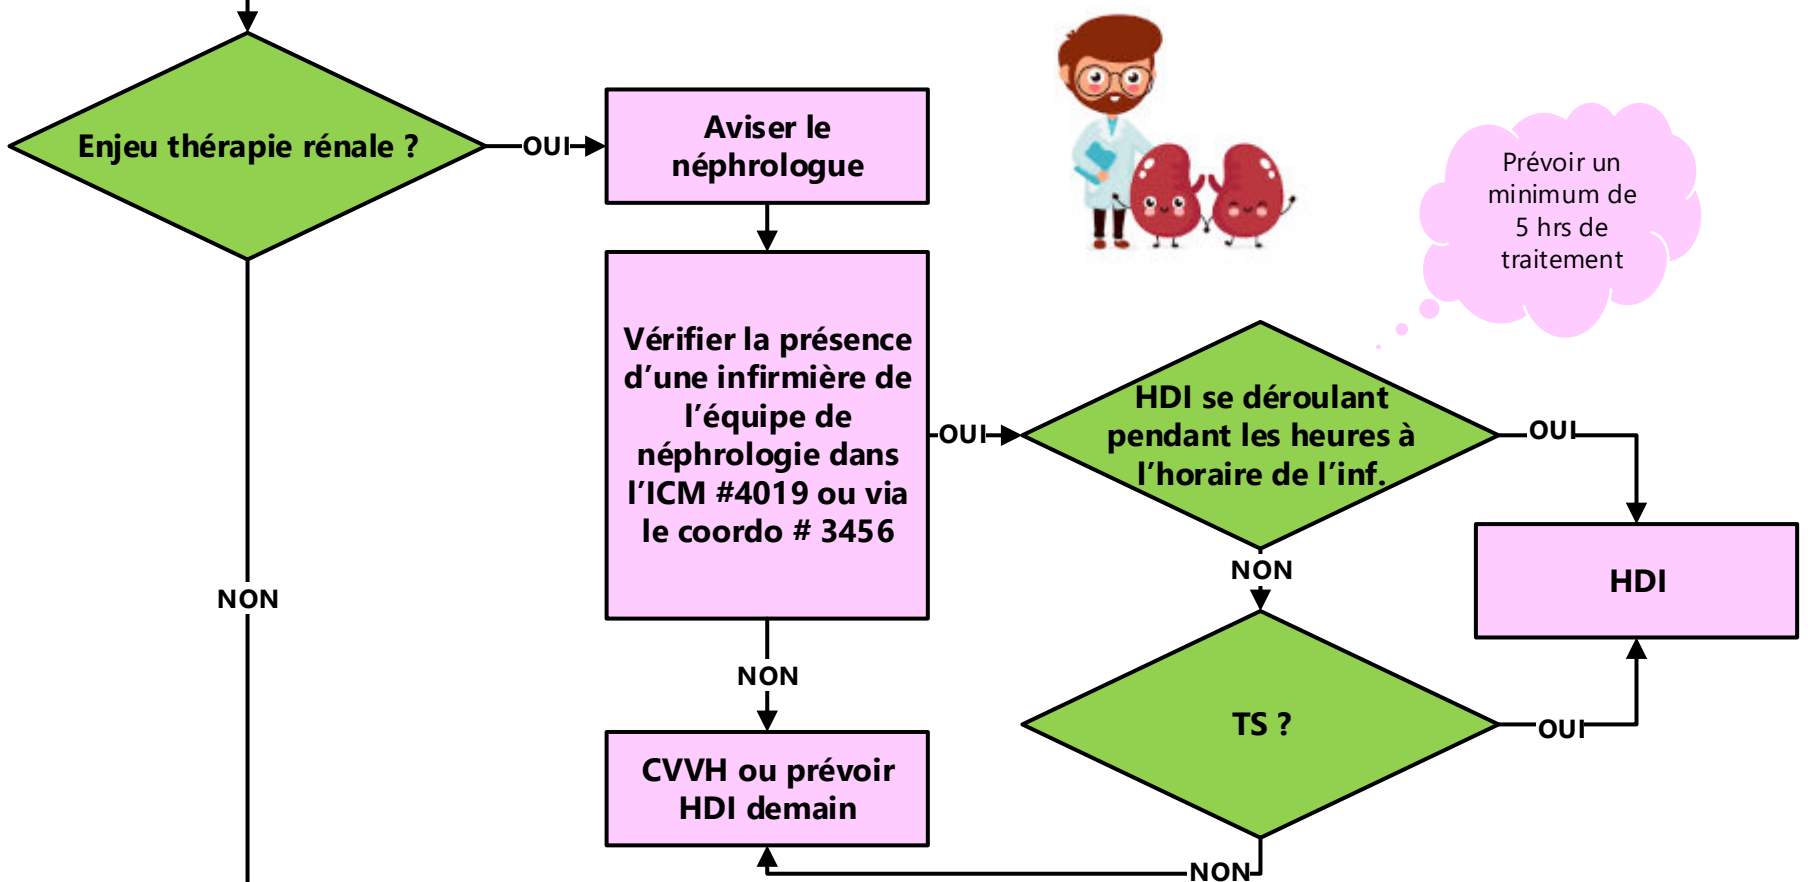 Enjeu thérapie rénale ?
OUI
Aviser le
néphrologue
Prévoir un
minimum de
5 hrs de
traitement
Vérifier la présence
d’une infirmière de
l’équipe de
néphrologie dans
l’ICM #4019 ou via
le coordo # 3456
OUI
HDI se déroulant
pendant les heures à
l’horaire de l’inf.
OUI
NON
HDI
NON
NON
TS ?
OUI
CVVH ou prévoir
HDI demain
NON